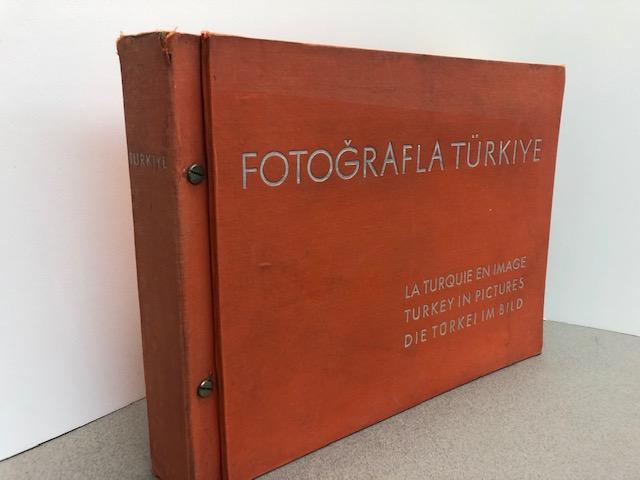 TÜRKIYE
FOTOĞRAFLA TÜRKIYE
LA TURQUIE EN IMAGE
TURKEY IN PICTURES
DIE TÜRKEI IM BILD